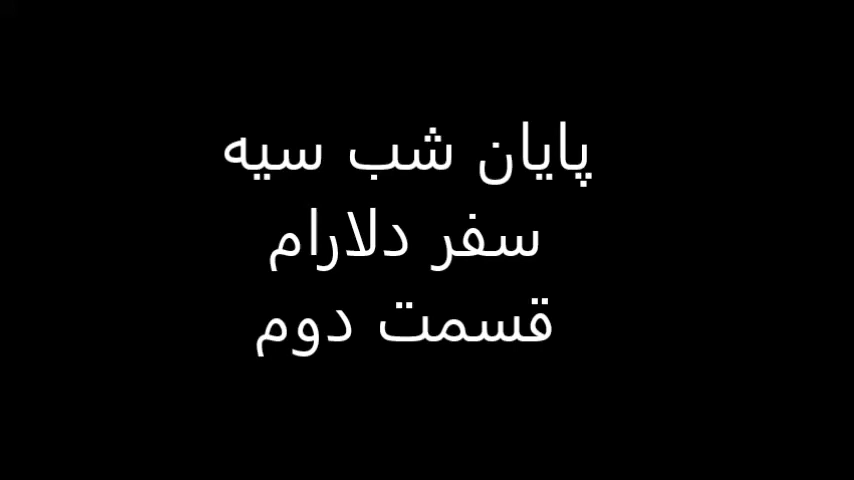 پایان شب سیه
سفر دلارام
قسمت دوم